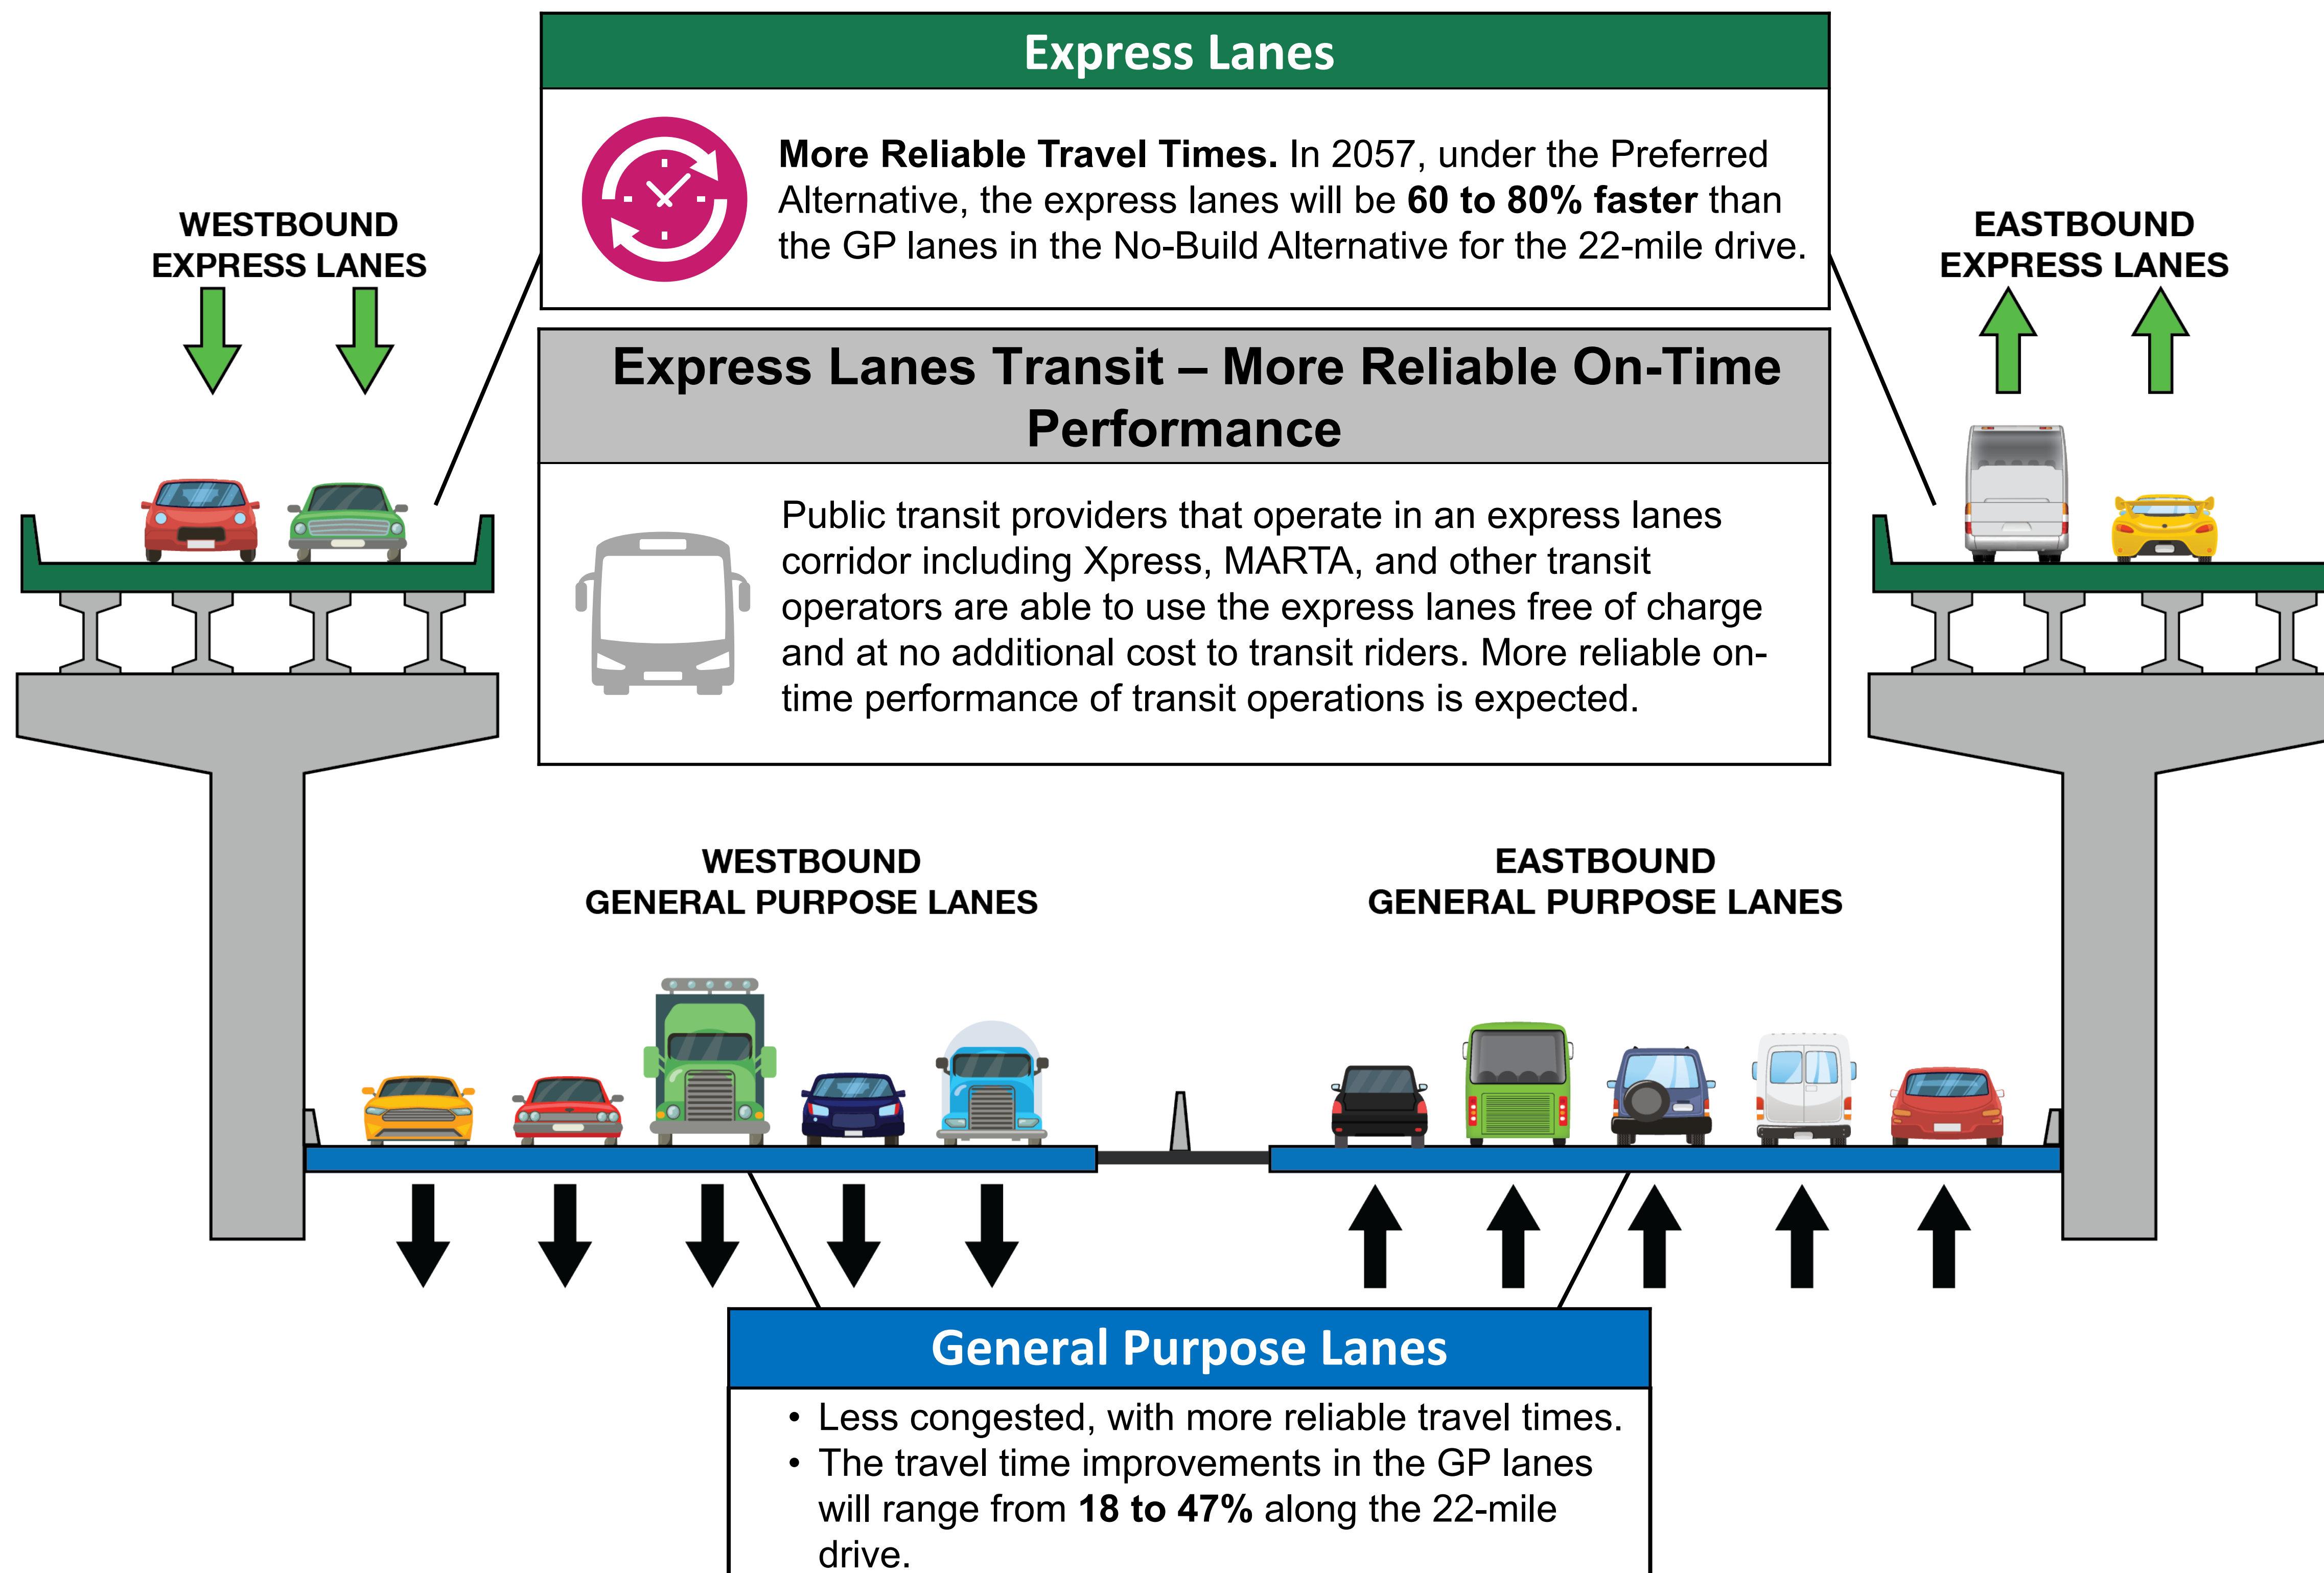 Express Lanes
More Reliable Travel Times. In 2057, under the Preferred
Alternative, the express lanes will be 60 to 80% faster than
the GP lanes in the No-Build Alternative for the 22-mile drive.
WESTBOUND
EXPRESS LANES
EASTBOUND
EXPRESS LANES
Express Lanes Transit – More Reliable On-Time
Performance
Public transit providers that operate in an express lanes
corridor including Xpress, MARTA, and other transit
operators are able to use the express lanes free of charge
and at no additional cost to transit riders. More reliable on-
time performance of transit operations is expected.
WESTBOUND
GENERAL PURPOSE LANES
EASTBOUND
GENERAL PURPOSE LANES
General Purpose Lanes
• Less congested, with more reliable travel times.
• The travel time improvements in the GP lanes
will range from 18 to 47% along the 22-mile
drive.